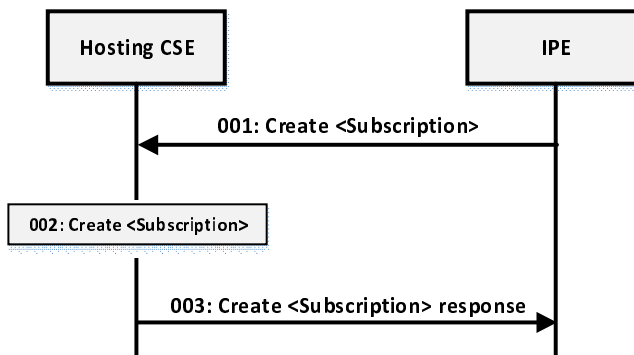 Hosting CSE
IPE
001: Create <Subscription>
002: Create <Subscription>
003: Create <Subscription> response